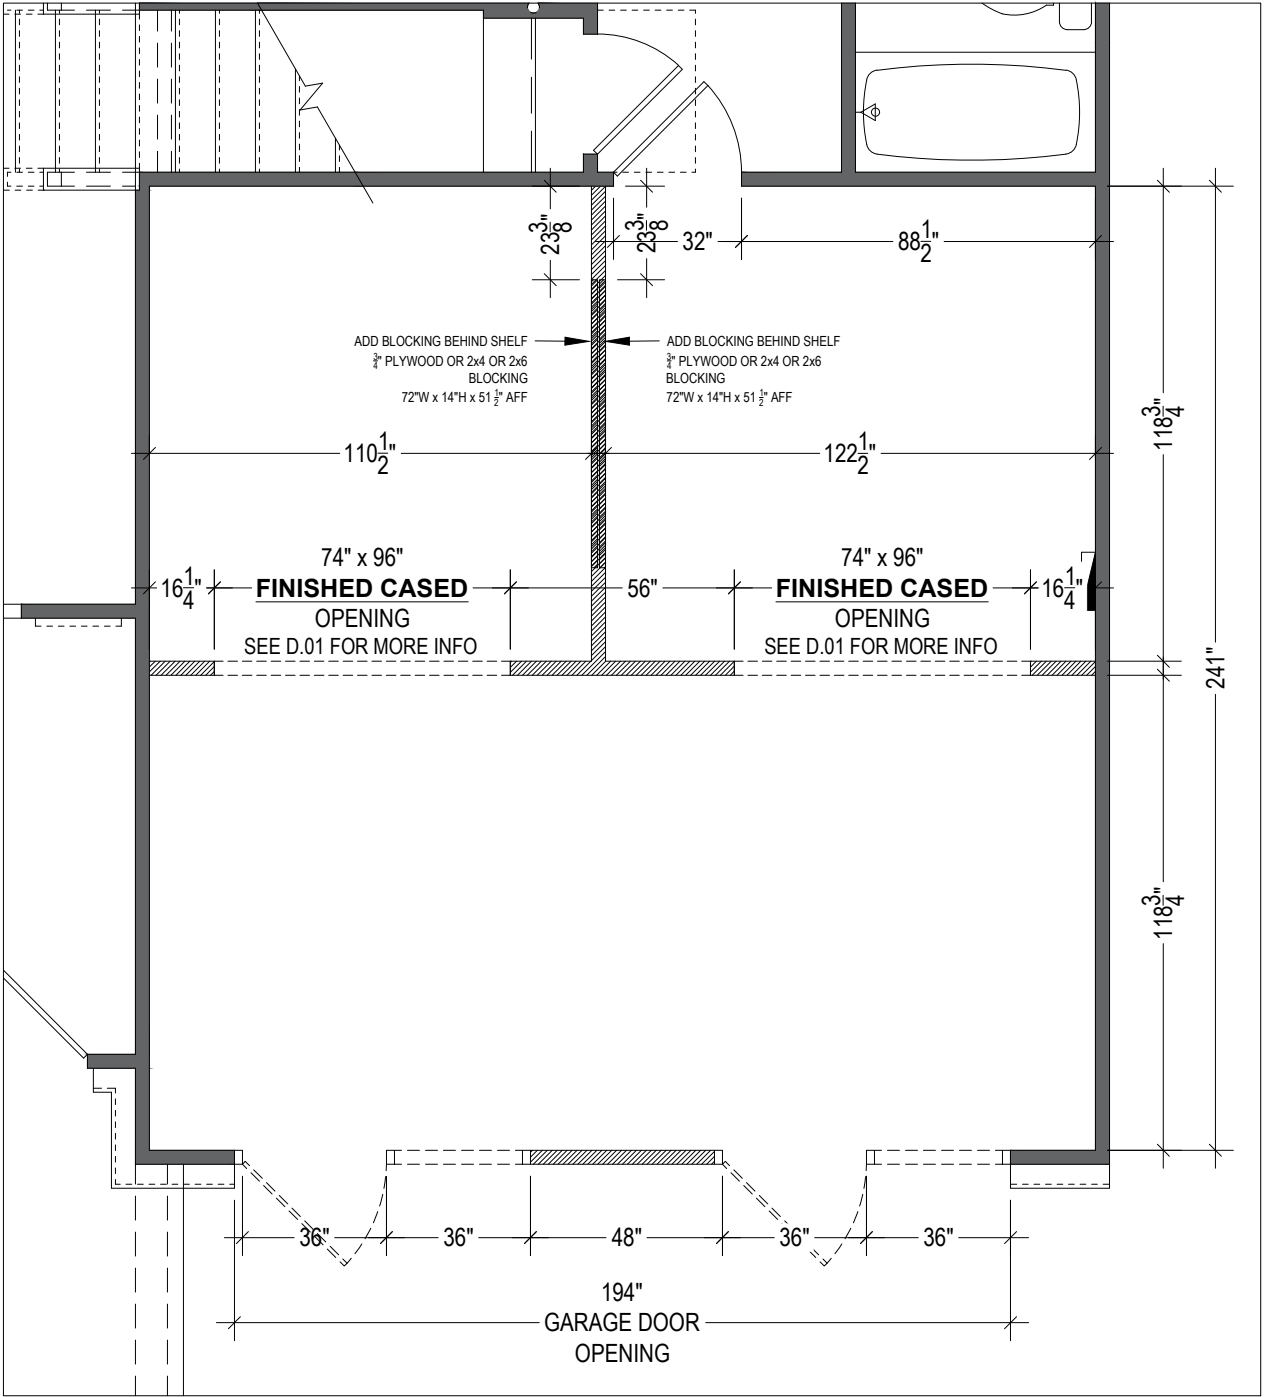 23 3/8"
23 3/8"
32"
88 1/2"
ADD BLOCKING BEHIND SHELF
3/4" PLYWOOD OR 2x4 OR 2x6
BLOCKING
72"W x 14"H x 51 1/2" AFF
ADD BLOCKING BEHIND SHELF
3/4" PLYWOOD OR 2x4 OR 2x6
BLOCKING
72"W x 14"H x 51 1/2" AFF
118 3/4"
110 1/2"
122 1/2"
74" x 96"
FINISHED CASED
OPENING
SEE D.01 FOR MORE INFO
16 1/4"
56"
74" x 96"
FINISHED CASED
OPENING
SEE D.01 FOR MORE INFO
16 1/4"
241"
118 3/4"
36"
36"
48"
36"
36"
194"
GARAGE DOOR
OPENING